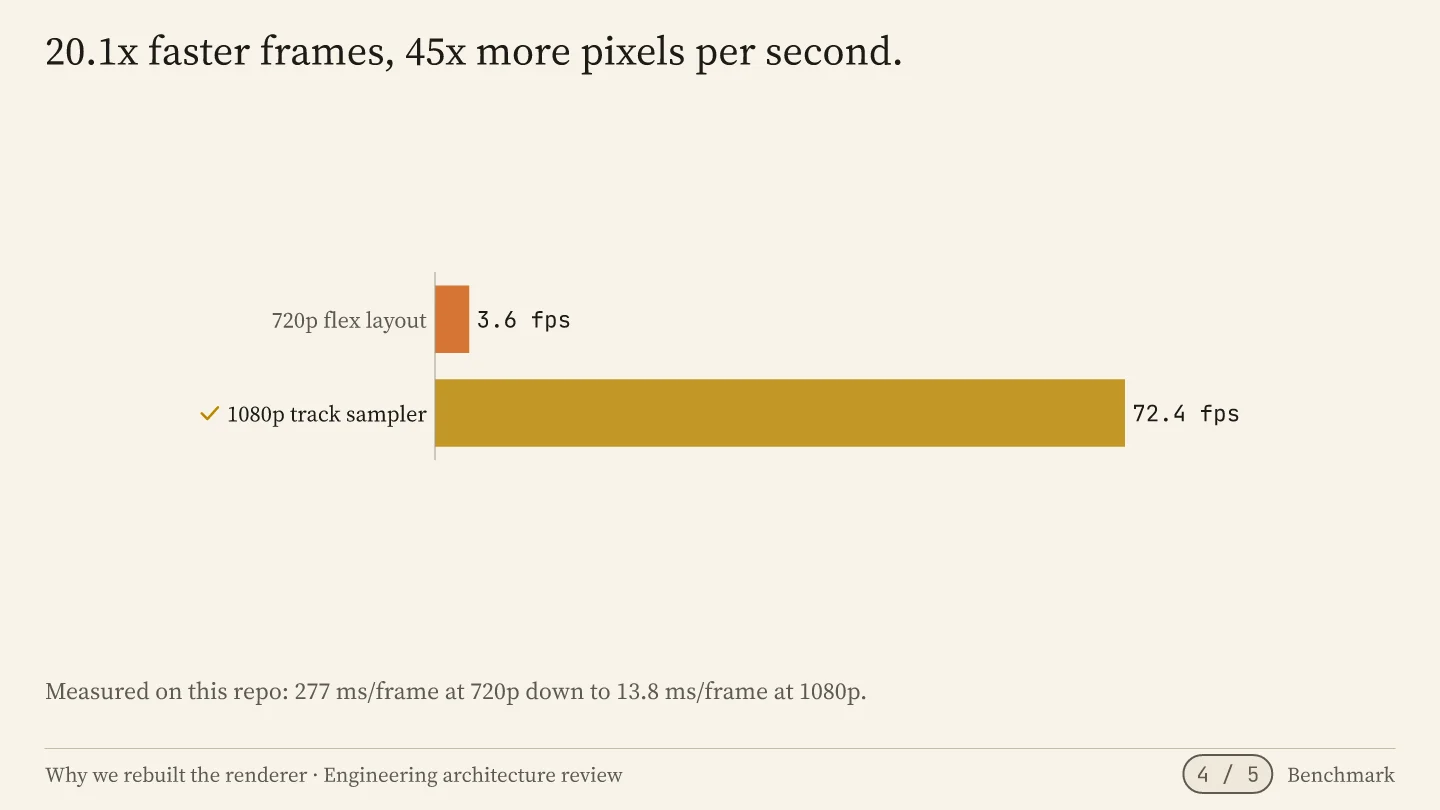 20.1x faster frames, 45x more pixels per second.
720p flex layout
3.6 fps
1080p track sampler
72.4 fps
Measured on this repo: 277 ms/frame at 720p down to 13.8 ms/frame at 1080p.
Why we rebuilt the renderer · Engineering architecture review
4 / 5
Benchmark